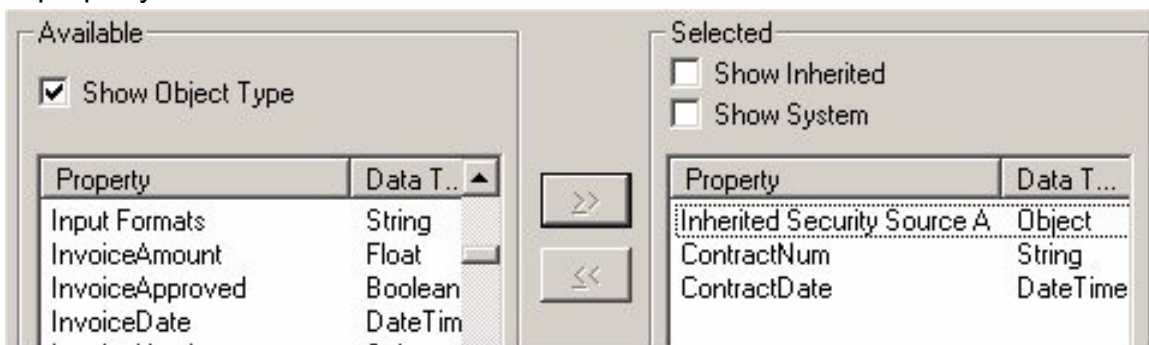 Available
Show Object Type
Property Data T..
Input Formats String
InvoiceAmount Float
InvoiceApproved Boolean
InvoiceDate DateTim
>>
<<
Selected
Show Inherited
Show System
Property Data T...
Inherited Security Source A Object
ContractNum String
ContractDate DateTime